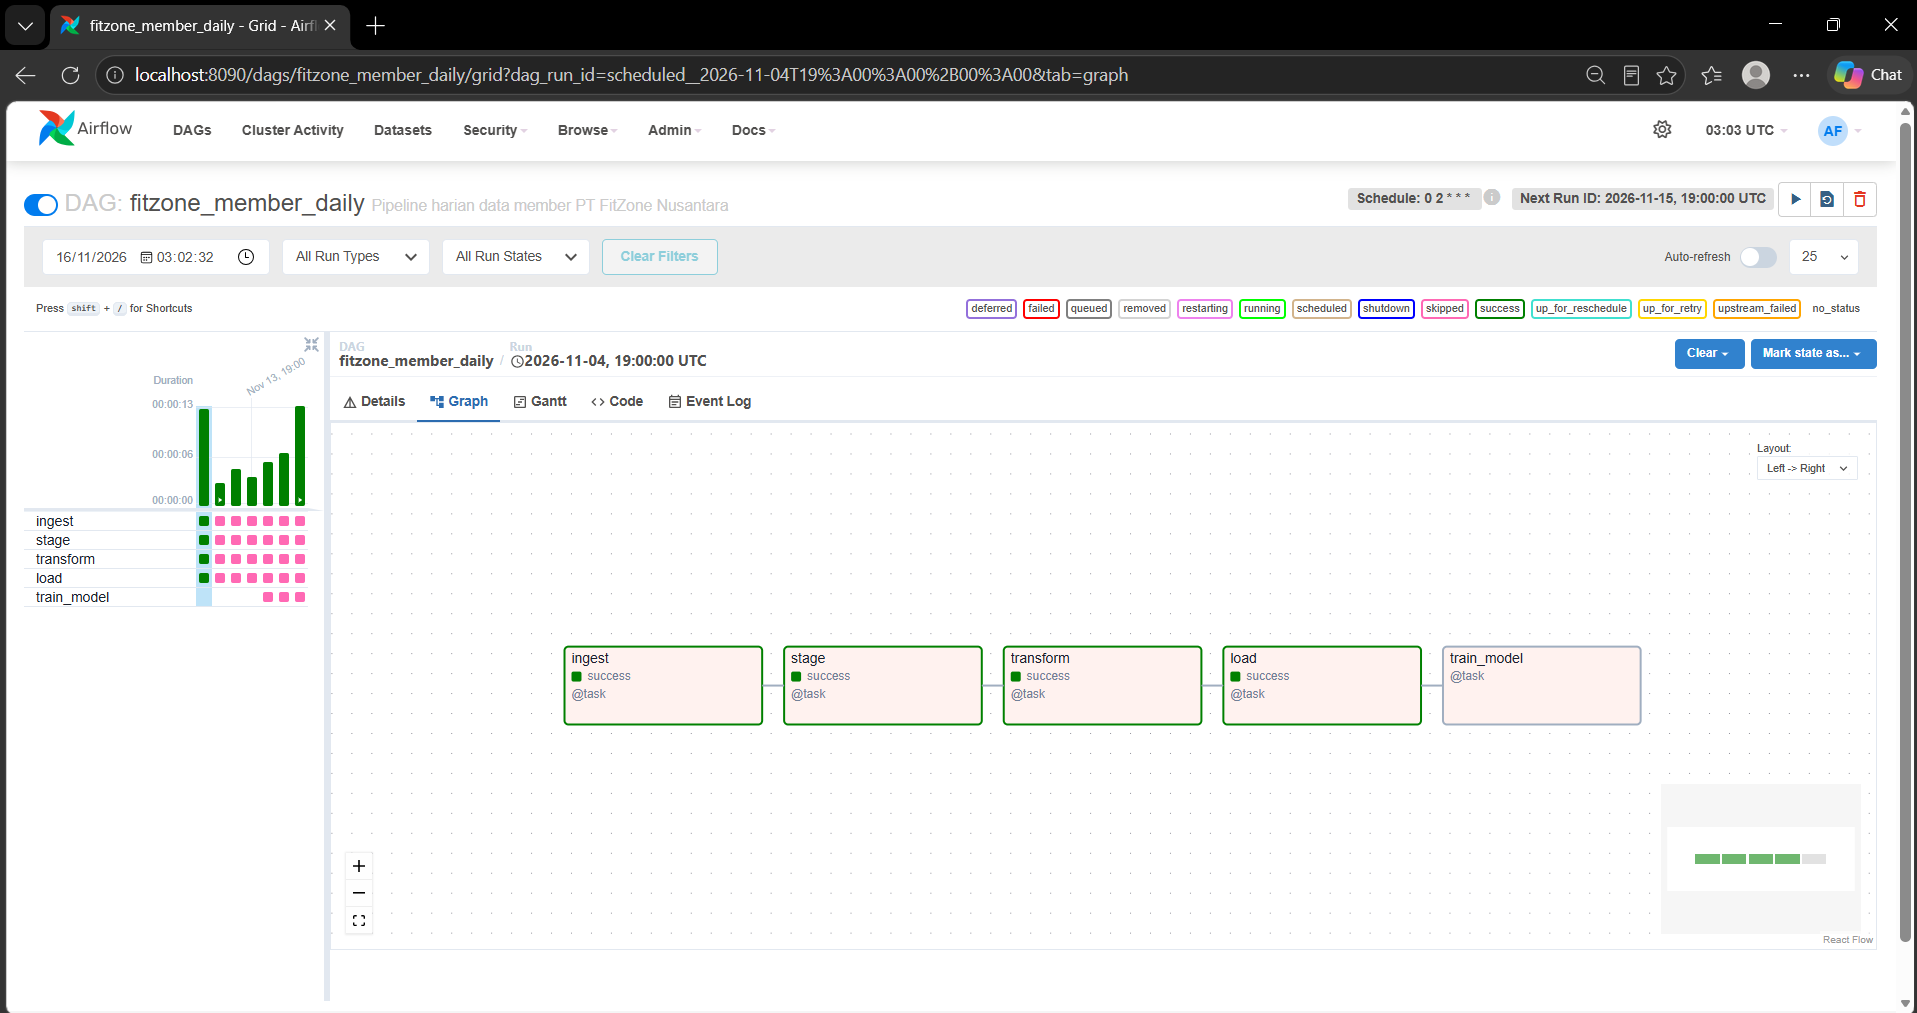 fitzone_member_daily - Grid - Airfl
localhost:8090/dags/fitzone_member_daily/grid?dag_run_id=scheduled__2026-11-04T19%3A00%3A00%2B00%3A00&tab=graph
Chat
Airflow
DAGs
Cluster Activity
Datasets
Security
Browse
Admin
Docs
03:03 UTC
AF
DAG: fitzone_member_daily Pipeline harian data member PT FitZone Nusantara
Schedule: 0 2 * * *
Next Run ID: 2026-11-15, 19:00:00 UTC
16/11/2026 03:02:32
All Run Types
All Run States
Clear Filters
Auto-refresh
25
Press shift + / for Shortcuts
deferred
failed
queued
removed
restarting
running
scheduled
shutdown
skipped
success
up_for_reschedule
up_for_retry
upstream_failed
no_status
Duration
Nov 13, 19:00
00:00:13
00:00:06
00:00:00
ingest
stage
transform
load
train_model
DAG
fitzone_member_daily
/
Run
2026-11-04, 19:00:00 UTC
Clear
Mark state as...
Details
Graph
Gantt
Code
Event Log
Layout:
Left -> Right
ingest
success
@task
stage
success
@task
transform
success
@task
load
success
@task
train_model
@task
React Flow